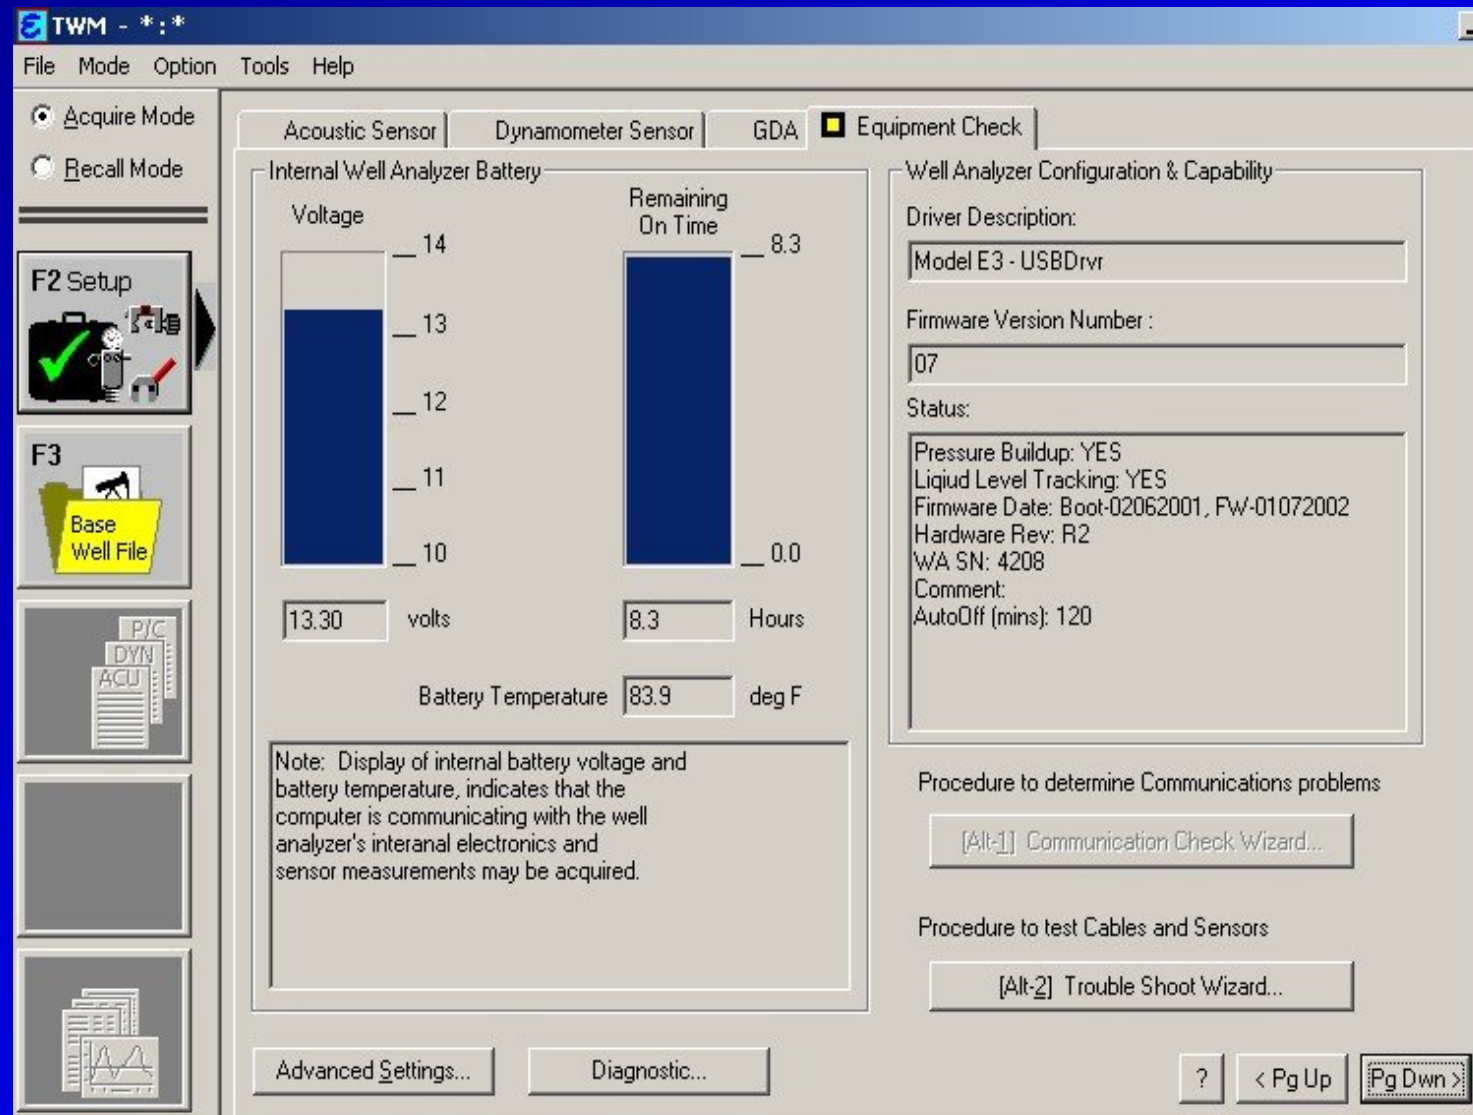 TWM - *:*
File Mode Option Tools Help
Acquire Mode
Recall Mode
F2 Setup
F3
Base
Well File
P/C
DYN
ACU
Acoustic Sensor
Dynamometer Sensor
GDA
Equipment Check
Internal Well Analyzer Battery
Voltage
14
13
12
11
10
13.30 volts
Remaining
On Time
8.3
0.0
8.3 Hours
Battery Temperature 83.9 deg F
Note: Display of internal battery voltage and
battery temperature, indicates that the
computer is communicating with the well
analyzer's interanal electronics and
sensor measurements may be acquired.
Advanced Settings...
Diagnostic...
Well Analyzer Configuration & Capability
Driver Description:
Model E3 - USBDrvr
Firmware Version Number :
07
Status:
Pressure Buildup: YES
Liqiud Level Tracking: YES
Firmware Date: Boot-02062001, FW-01072002
Hardware Rev: R2
WA SN: 4208
Comment:
AutoOff (mins): 120
Procedure to determine Communications problems
[Alt-1] Communication Check Wizard...
Procedure to test Cables and Sensors
[Alt-2] Trouble Shoot Wizard...
?
< Pg Up
Pg Dwn >